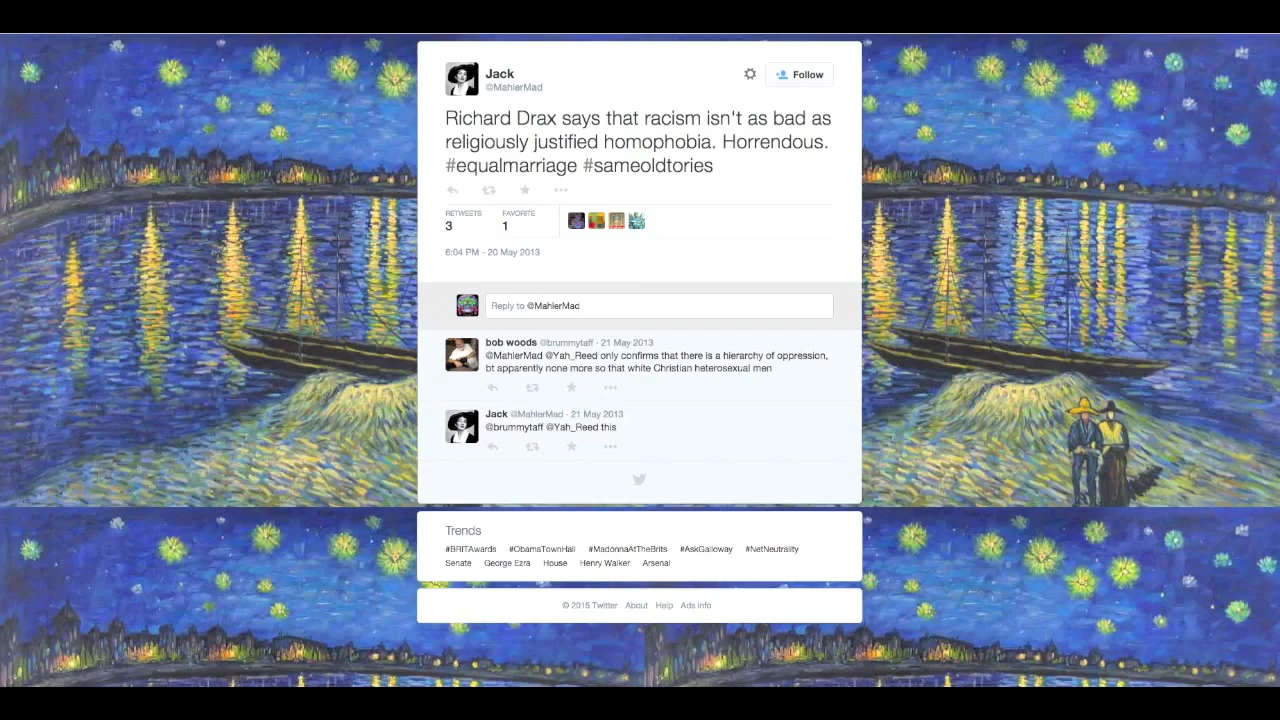 Jack
@MahlerMad
Follow
Richard Drax says that racism isn't as bad as
religiously justified homophobia. Horrendous.
#equalmarriage #sameoldtories
RETWEETS FAVORITE
3 1
6:04 PM - 20 May 2013
Reply to @MahlerMad
bob woods @brummytaff · 21 May 2013
@MahlerMad @Yah_Reed only confirms that there is a hierarchy of oppression,
bt apparently none more so that white Christian heterosexual men
Jack @MahlerMad · 21 May 2013
@brummytaff @Yah_Reed this
Trends
#BRITAwards #ObamaTownHall #MadonnaAtTheBrits #AskGalloway #NetNeutrality
Senate George Ezra House Henry Walker Arsenal
© 2015 Twitter About Help Ads info